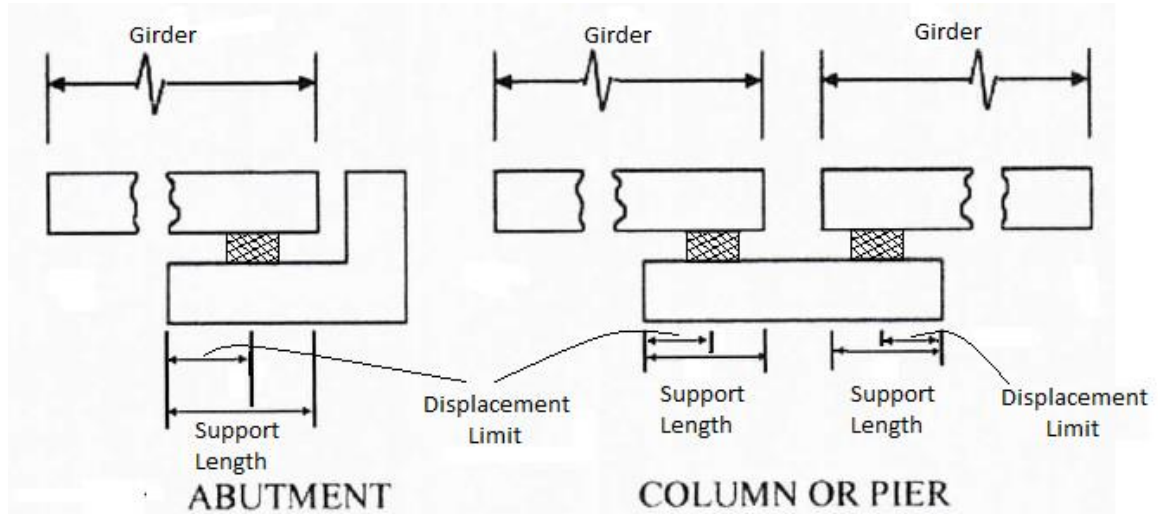 Girder
Girder
Girder
Displacement
Limit
Support
Length
Support
Length
Support
Length
Displacement
Limit
ABUTMENT
COLUMN OR PIER